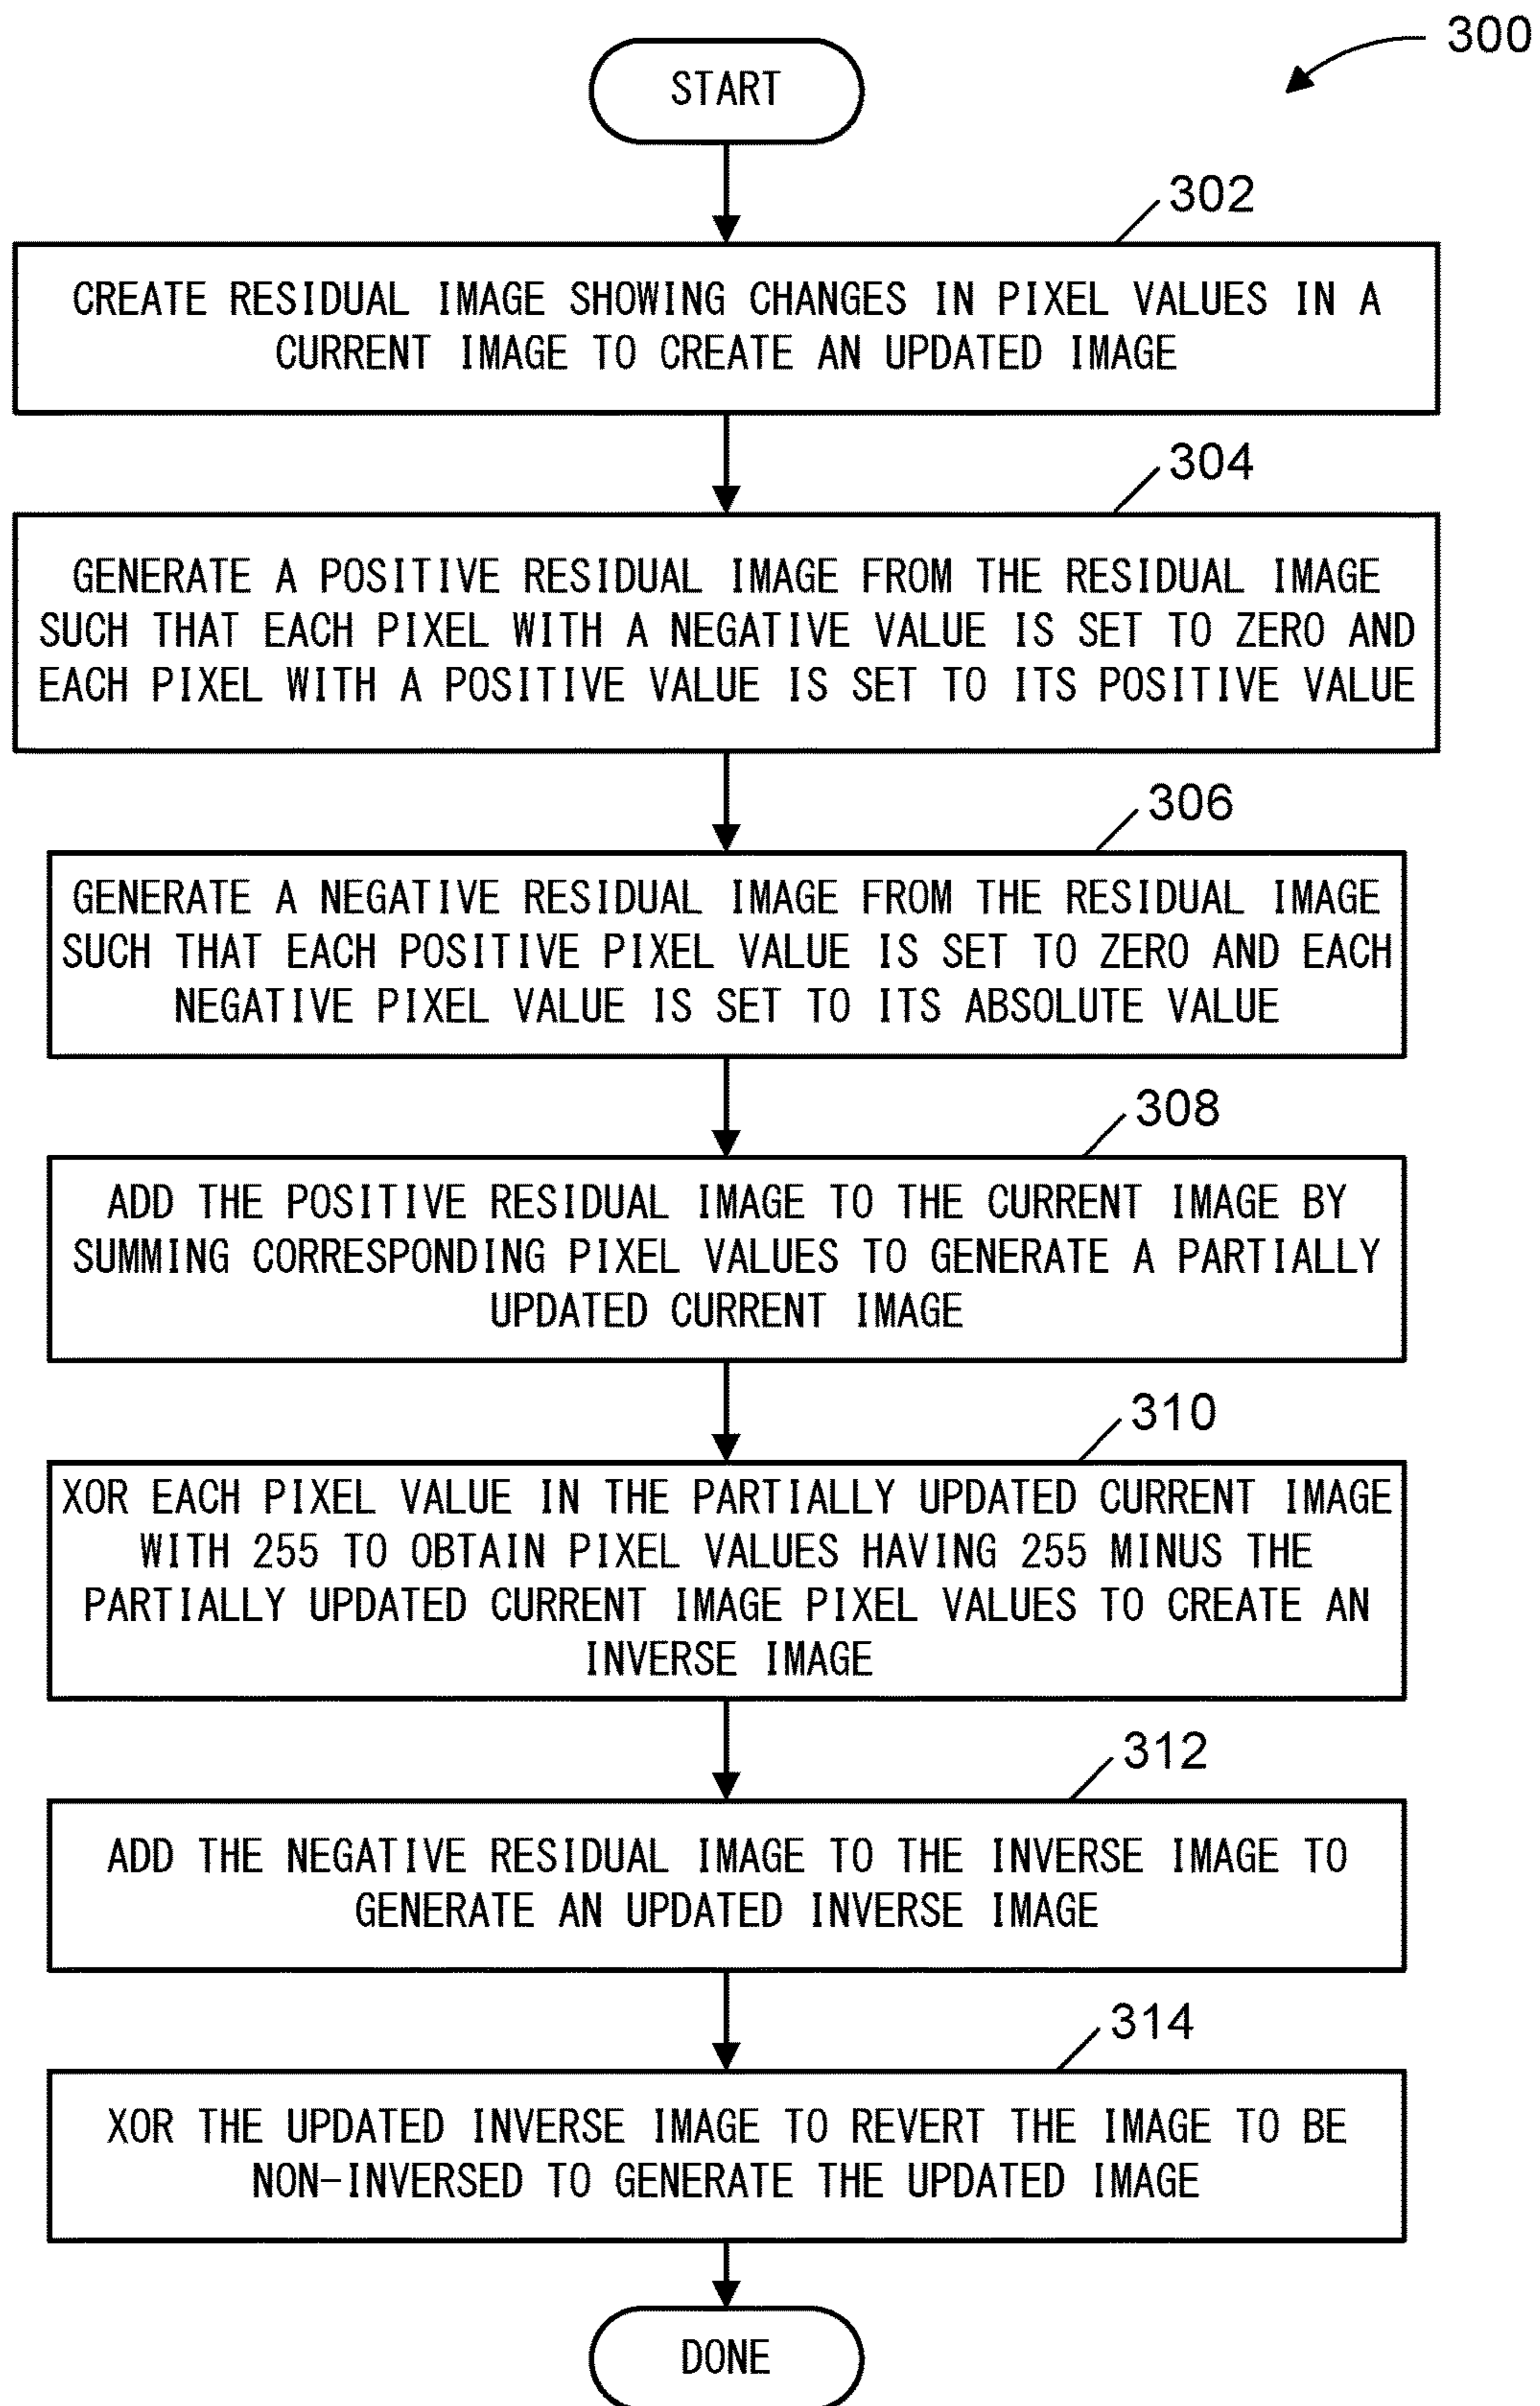 300
START
302
CREATE RESIDUAL IMAGE SHOWING CHANGES IN PIXEL VALUES IN A
CURRENT IMAGE TO CREATE AN UPDATED IMAGE
304
GENERATE A POSITIVE RESIDUAL IMAGE FROM THE RESIDUAL IMAGE
SUCH THAT EACH PIXEL WITH A NEGATIVE VALUE IS SET TO ZERO AND
EACH PIXEL WITH A POSITIVE VALUE IS SET TO ITS POSITIVE VALUE
306
GENERATE A NEGATIVE RESIDUAL IMAGE FROM THE RESIDUAL IMAGE
SUCH THAT EACH POSITIVE PIXEL VALUE IS SET TO ZERO AND EACH
NEGATIVE PIXEL VALUE IS SET TO ITS ABSOLUTE VALUE
308
ADD THE POSITIVE RESIDUAL IMAGE TO THE CURRENT IMAGE BY
SUMMING CORRESPONDING PIXEL VALUES TO GENERATE A PARTIALLY
UPDATED CURRENT IMAGE
310
XOR EACH PIXEL VALUE IN THE PARTIALLY UPDATED CURRENT IMAGE
WITH 255 TO OBTAIN PIXEL VALUES HAVING 255 MINUS THE
PARTIALLY UPDATED CURRENT IMAGE PIXEL VALUES TO CREATE AN
INVERSE IMAGE
312
ADD THE NEGATIVE RESIDUAL IMAGE TO THE INVERSE IMAGE TO
GENERATE AN UPDATED INVERSE IMAGE
314
XOR THE UPDATED INVERSE IMAGE TO REVERT THE IMAGE TO BE
NON-INVERSED TO GENERATE THE UPDATED IMAGE
DONE